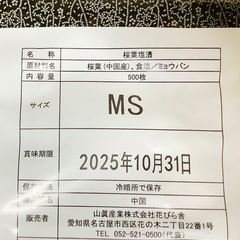 名　称 桜葉塩漬
原材料名 桜葉（中国産）、食塩／ミョウバン
内容量 500枚
サイズ MS
賞味期限 2025年10月31日
保存方法 冷暗所で保存
中国
販売者 山眞産業株式会社花びら舎
愛知県名古屋市西区花の木二丁目22番1号
TEL 052-521-0500（代表）